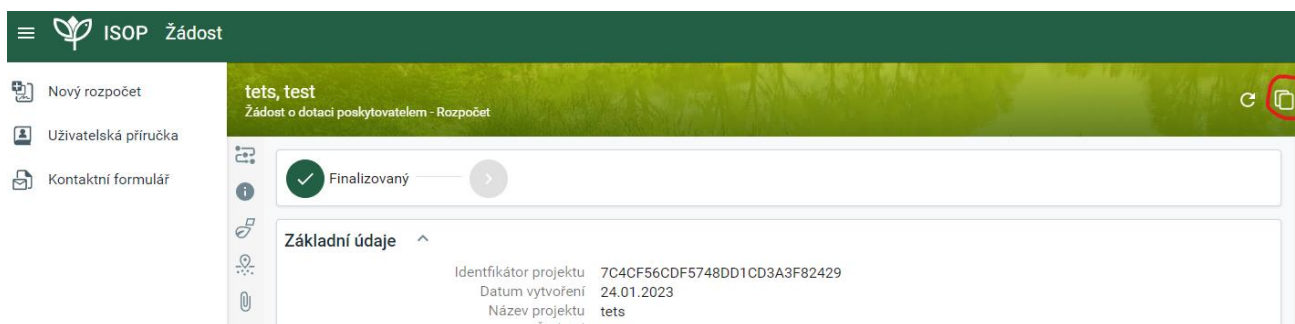 ISOP Žádost
Nový rozpočet
Uživatelská příručka
Kontaktní formulář
tets, test
Žádost o dotaci poskytovatelem - Rozpočet
Finalizovaný
Základní údaje
Identfikátor projektu 7C4CF56CDF5748DD1CD3A3F82429
Datum vytvoření 24.01.2023
Název projektu tets